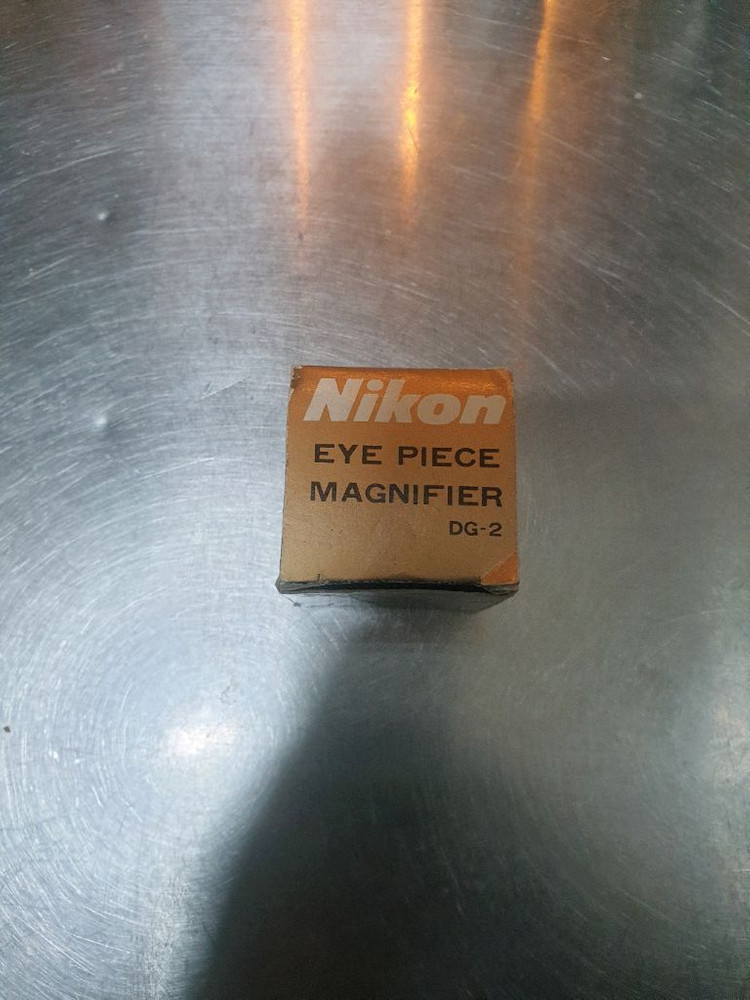 Nikon
EYE PIECE
MAGNIFIER
DG-2